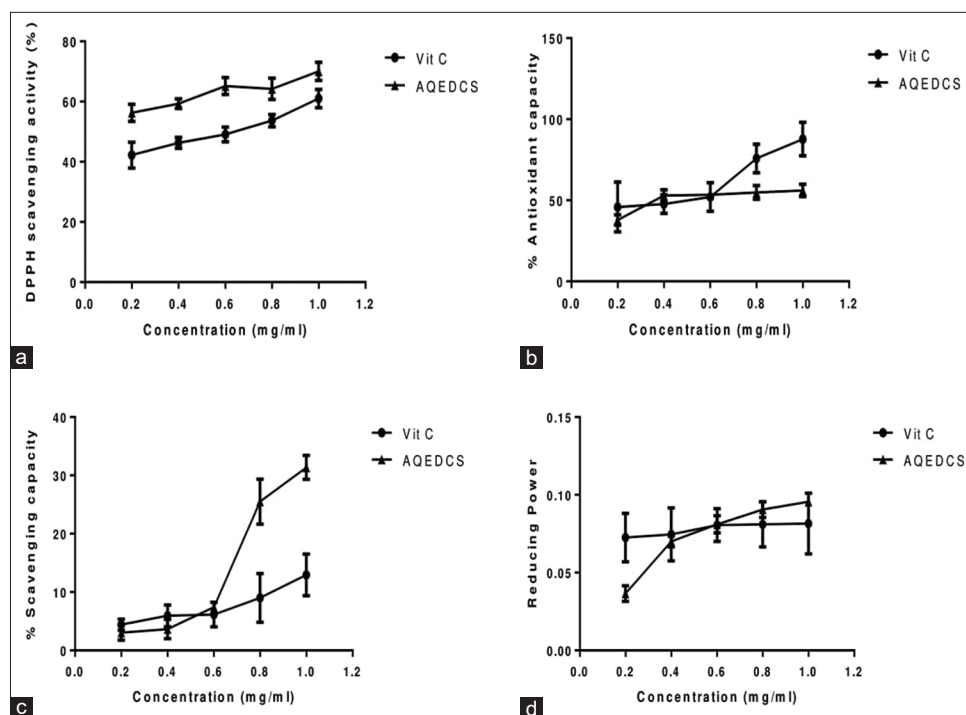 DPPH scavenging activity (%)
80
60
40
20
0
0.0 0.2 0.4 0.6 0.8 1.0 1.2
Concentration (mg/ml)
Vit C
AQEDCS
a
% Antioxidant capacity
150
100
50
0
0.0 0.2 0.4 0.6 0.8 1.0 1.2
Concentration (mg/ml)
Vit C
AQEDCS
b
% Scavenging capacity
40
30
20
10
0
0.0 0.2 0.4 0.6 0.8 1.0 1.2
Concentration (mg/ml)
Vit C
AQEDCS
c
Reducing Power
0.15
0.10
0.05
0.00
0.0 0.2 0.4 0.6 0.8 1.0 1.2
Concentration (mg/ml)
Vit C
AQEDCS
d